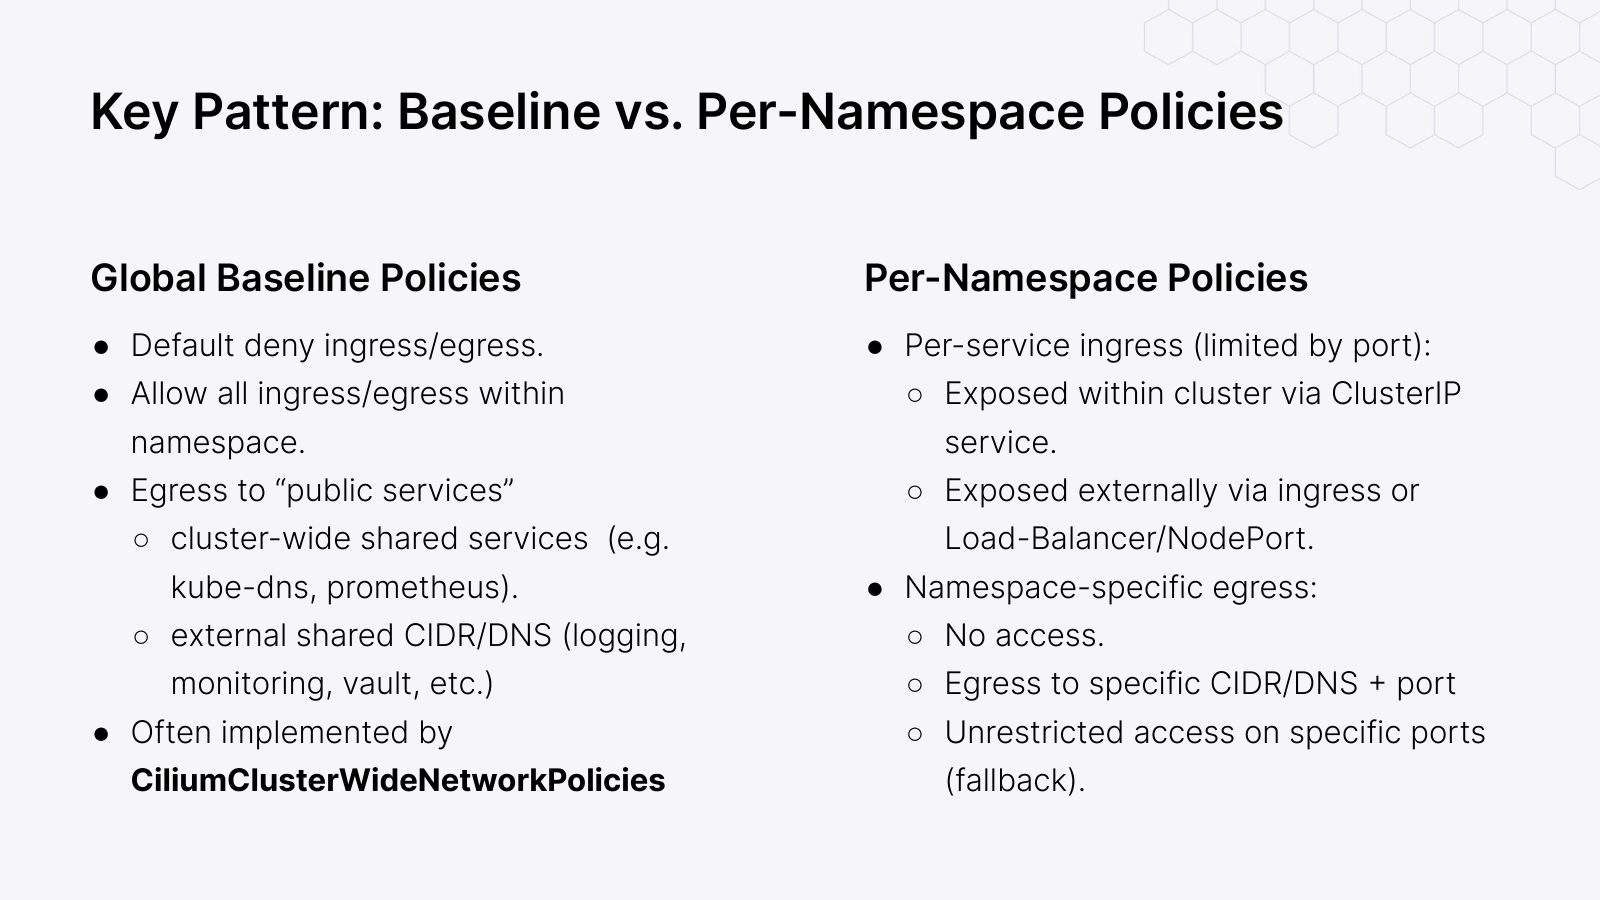 Key Pattern: Baseline vs. Per-Namespace Policies
Global Baseline Policies
● Default deny ingress/egress.
● Allow all ingress/egress within
namespace.
● Egress to “public services”
○ cluster-wide shared services  (e.g.
kube-dns, prometheus).
○ external shared CIDR/DNS (logging,
monitoring, vault, etc.)
● Often implemented by
CiliumClusterWideNetworkPolicies
Per-Namespace Policies
● Per-service ingress (limited by port):
○ Exposed within cluster via ClusterIP
service.
○ Exposed externally via ingress or
Load-Balancer/NodePort.
● Namespace-specific egress:
○ No access.
○ Egress to specific CIDR/DNS + port
○ Unrestricted access on specific ports
(fallback).